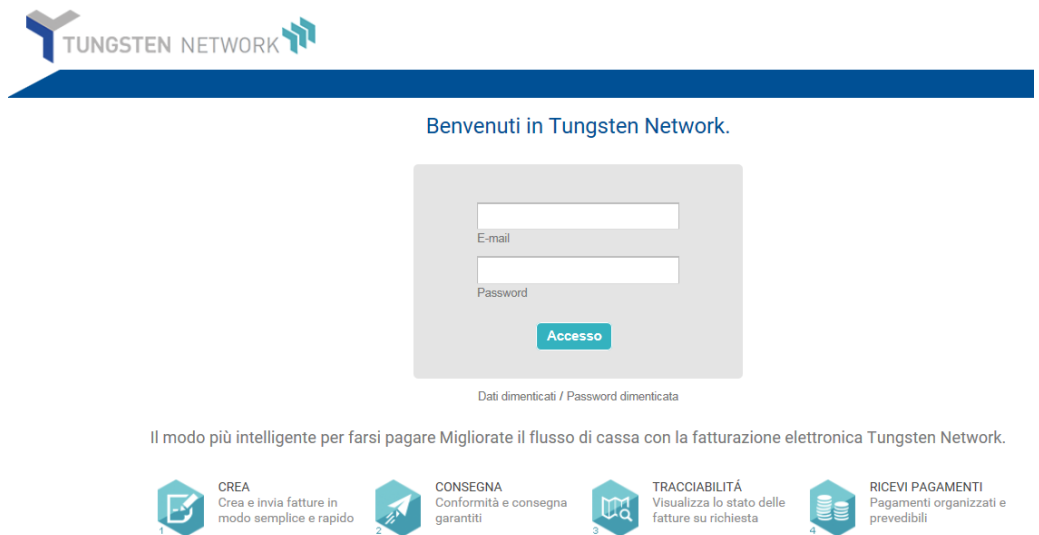 TUNGSTEN NETWORK
Benvenuti in Tungsten Network.
E-mail
Password
Accesso
Dati dimenticati / Password dimenticata
Il modo più intelligente per farsi pagare Migliorate il flusso di cassa con la fatturazione elettronica Tungsten Network.
1
CREA
Crea e invia fatture in
modo semplice e rapido
2
CONSEGNA
Conformità e consegna
garantiti
3
TRACCIABILITÁ
Visualizza lo stato delle
fatture su richiesta
4
RICEVI PAGAMENTI
Pagamenti organizzati e
prevedibili